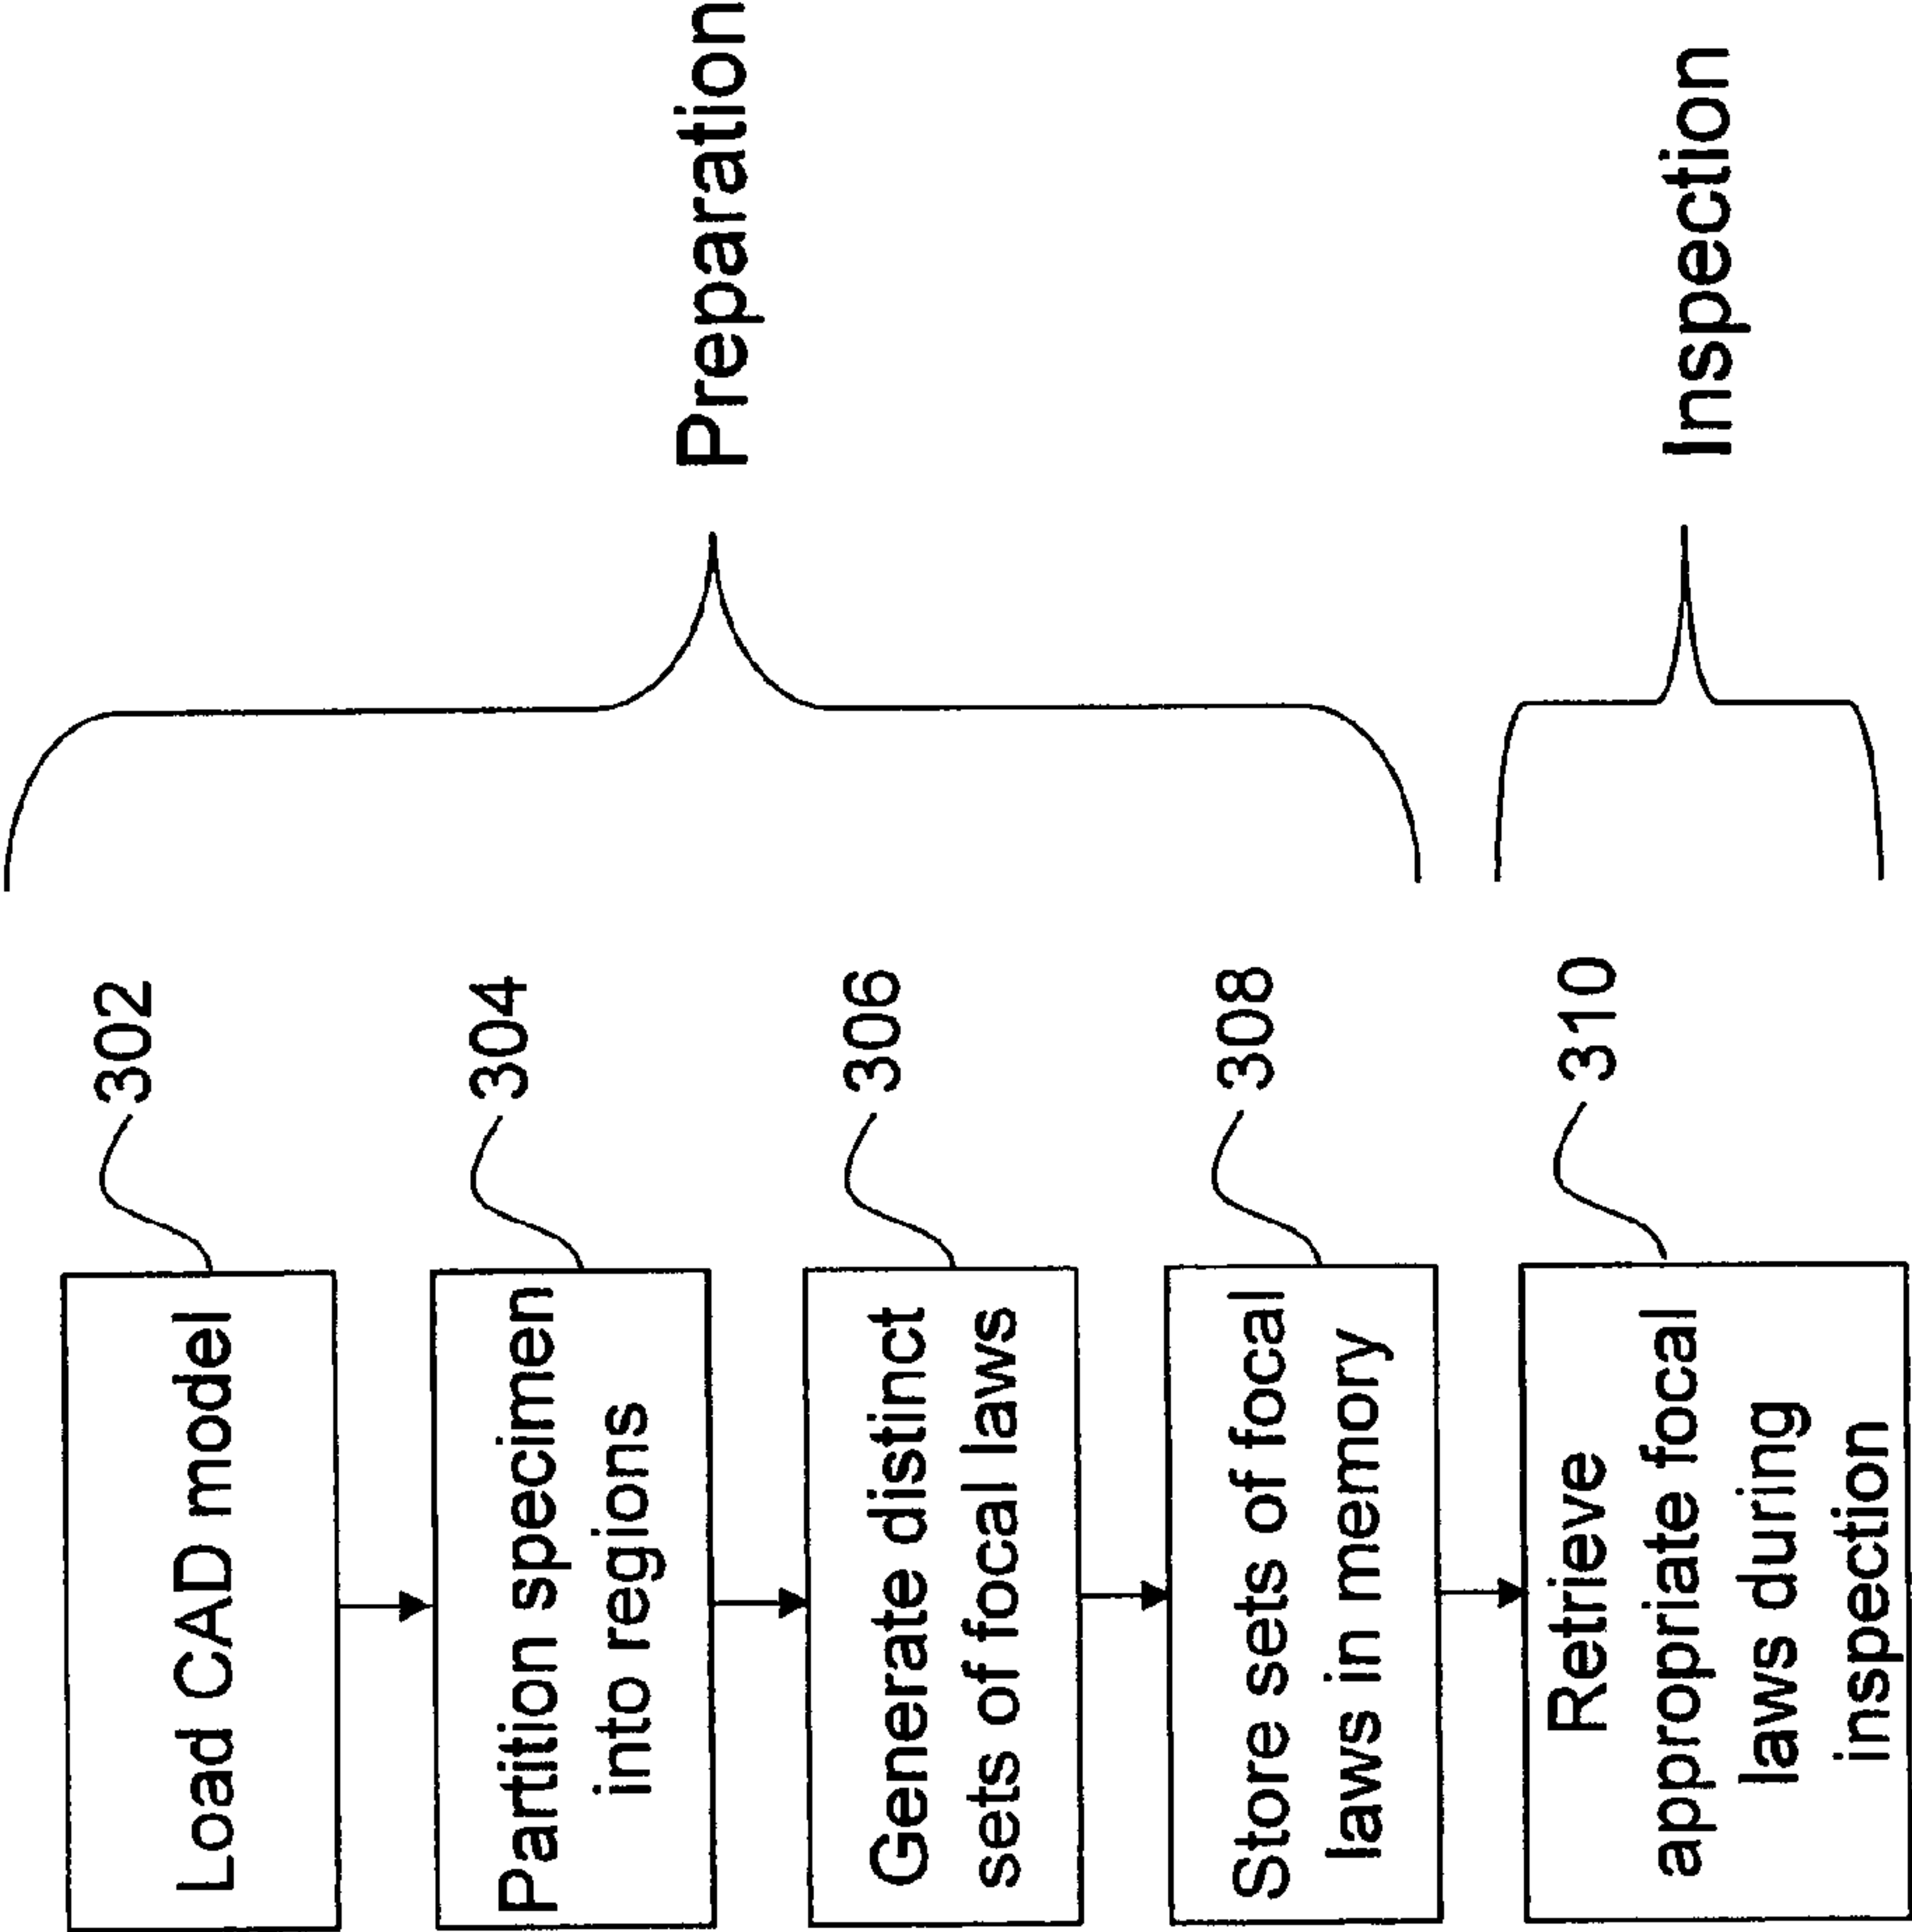 Load CAD model
302
Partition specimen
into regions
304
Generate distinct
sets of focal laws
306
Store sets of focal
laws in memory
308
Preparation
Retrieve
appropriate focal
laws during
inspection
310
Inspection